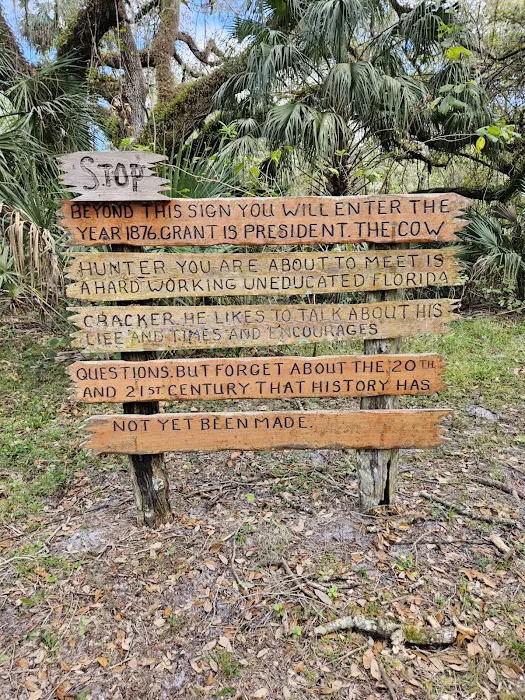 STOP
BEYOND THIS SIGN YOU WILL ENTER THE
YEAR 1876. GRANT IS PRESIDENT. THE COW
HUNTER YOU ARE ABOUT TO MEET IS
A HARD WORKING UNEDUCATED FLORIDA
CRACKER. HE LIKES TO TALK ABOUT HIS
LIFE AND TIMES AND ENCOURAGES
QUESTIONS. BUT FORGET ABOUT THE 20TH
AND 21ST CENTURY THAT HISTORY HAS
NOT YET BEEN MADE.